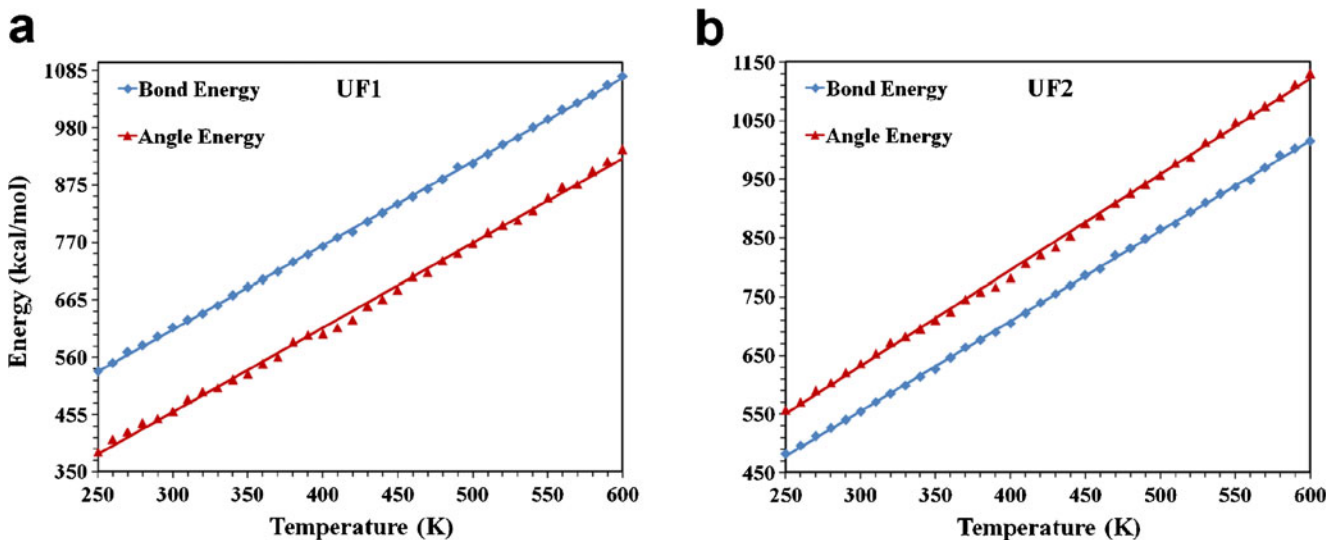 a
Energy (kcal/mol)
1085
980
875
770
665
560
455
350
Bond Energy
UF1
Angle Energy
250 300 350 400 450 500 550 600
Temperature (K)
b
1150
1050
950
850
750
650
550
450
Bond Energy
UF2
Angle Energy
250 300 350 400 450 500 550 600
Temperature (K)